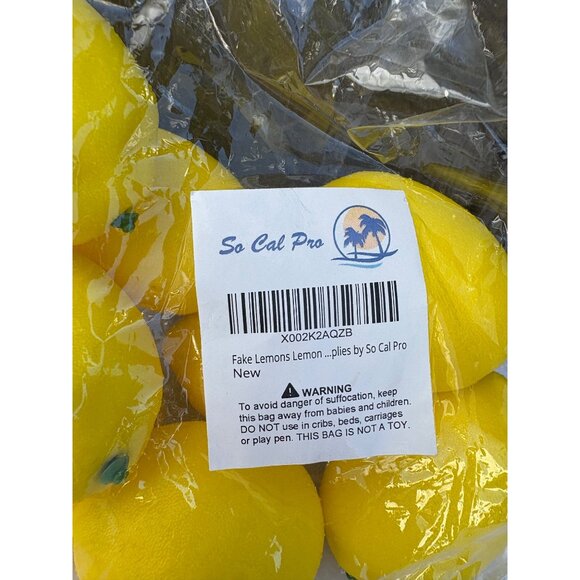 So Cal Pro
X002K2AQZB
Fake Lemons Lemon ...plies by So Cal Pro
New
WARNING
To avoid danger of suffocation, keep
this bag away from babies and children.
DO NOT use in cribs, beds, carriages
or play pen. THIS BAG IS NOT A TOY.